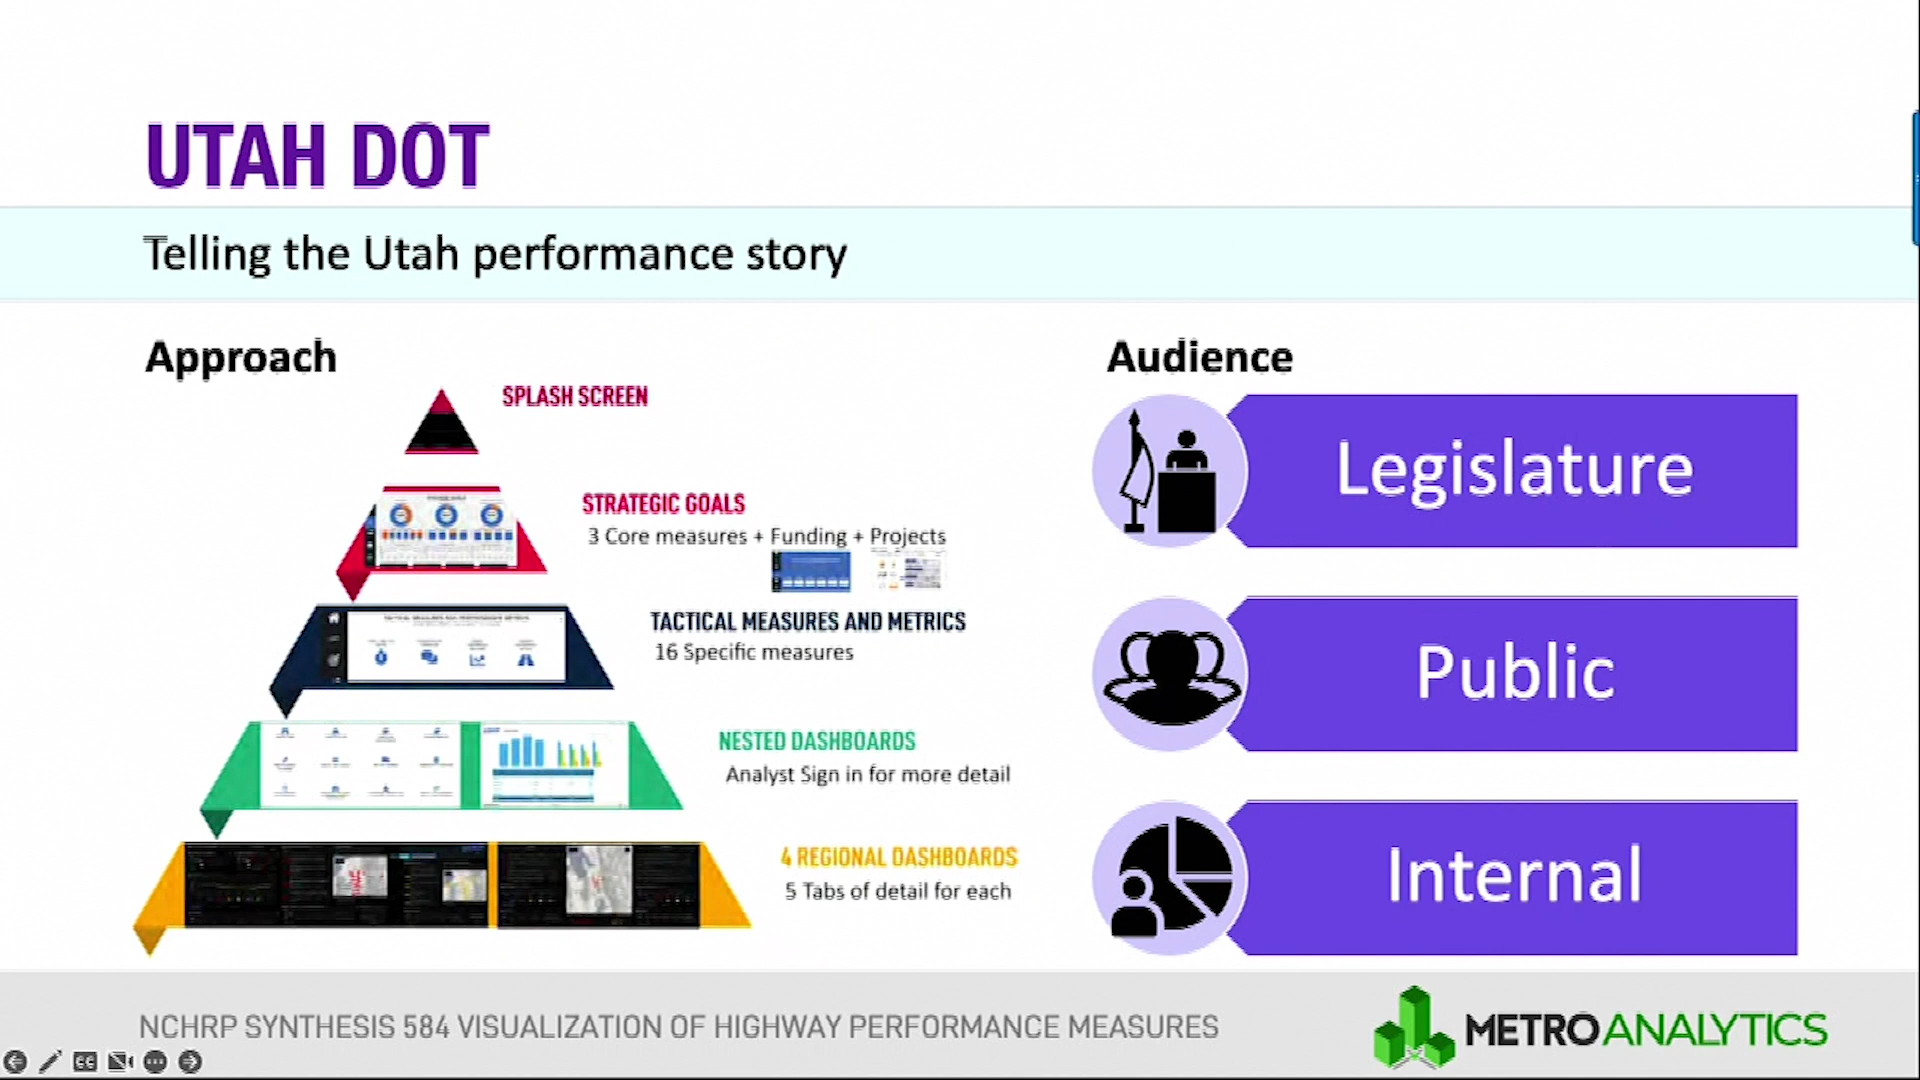 UTAH DOT
Telling the Utah performance story
Approach
SPLASH SCREEN
STRATEGIC GOALS
3 Core measures + Funding + Projects
TACTICAL MEASURES AND METRICS
16 Specific measures
NESTED DASHBOARDS
Analyst Sign in for more detail
4 REGIONAL DASHBOARDS
5 Tabs of detail for each
Audience
Legislature
Public
Internal
NCHRP SYNTHESIS 584 VISUALIZATION OF HIGHWAY PERFORMANCE MEASURES
METROANALYTICS
CC